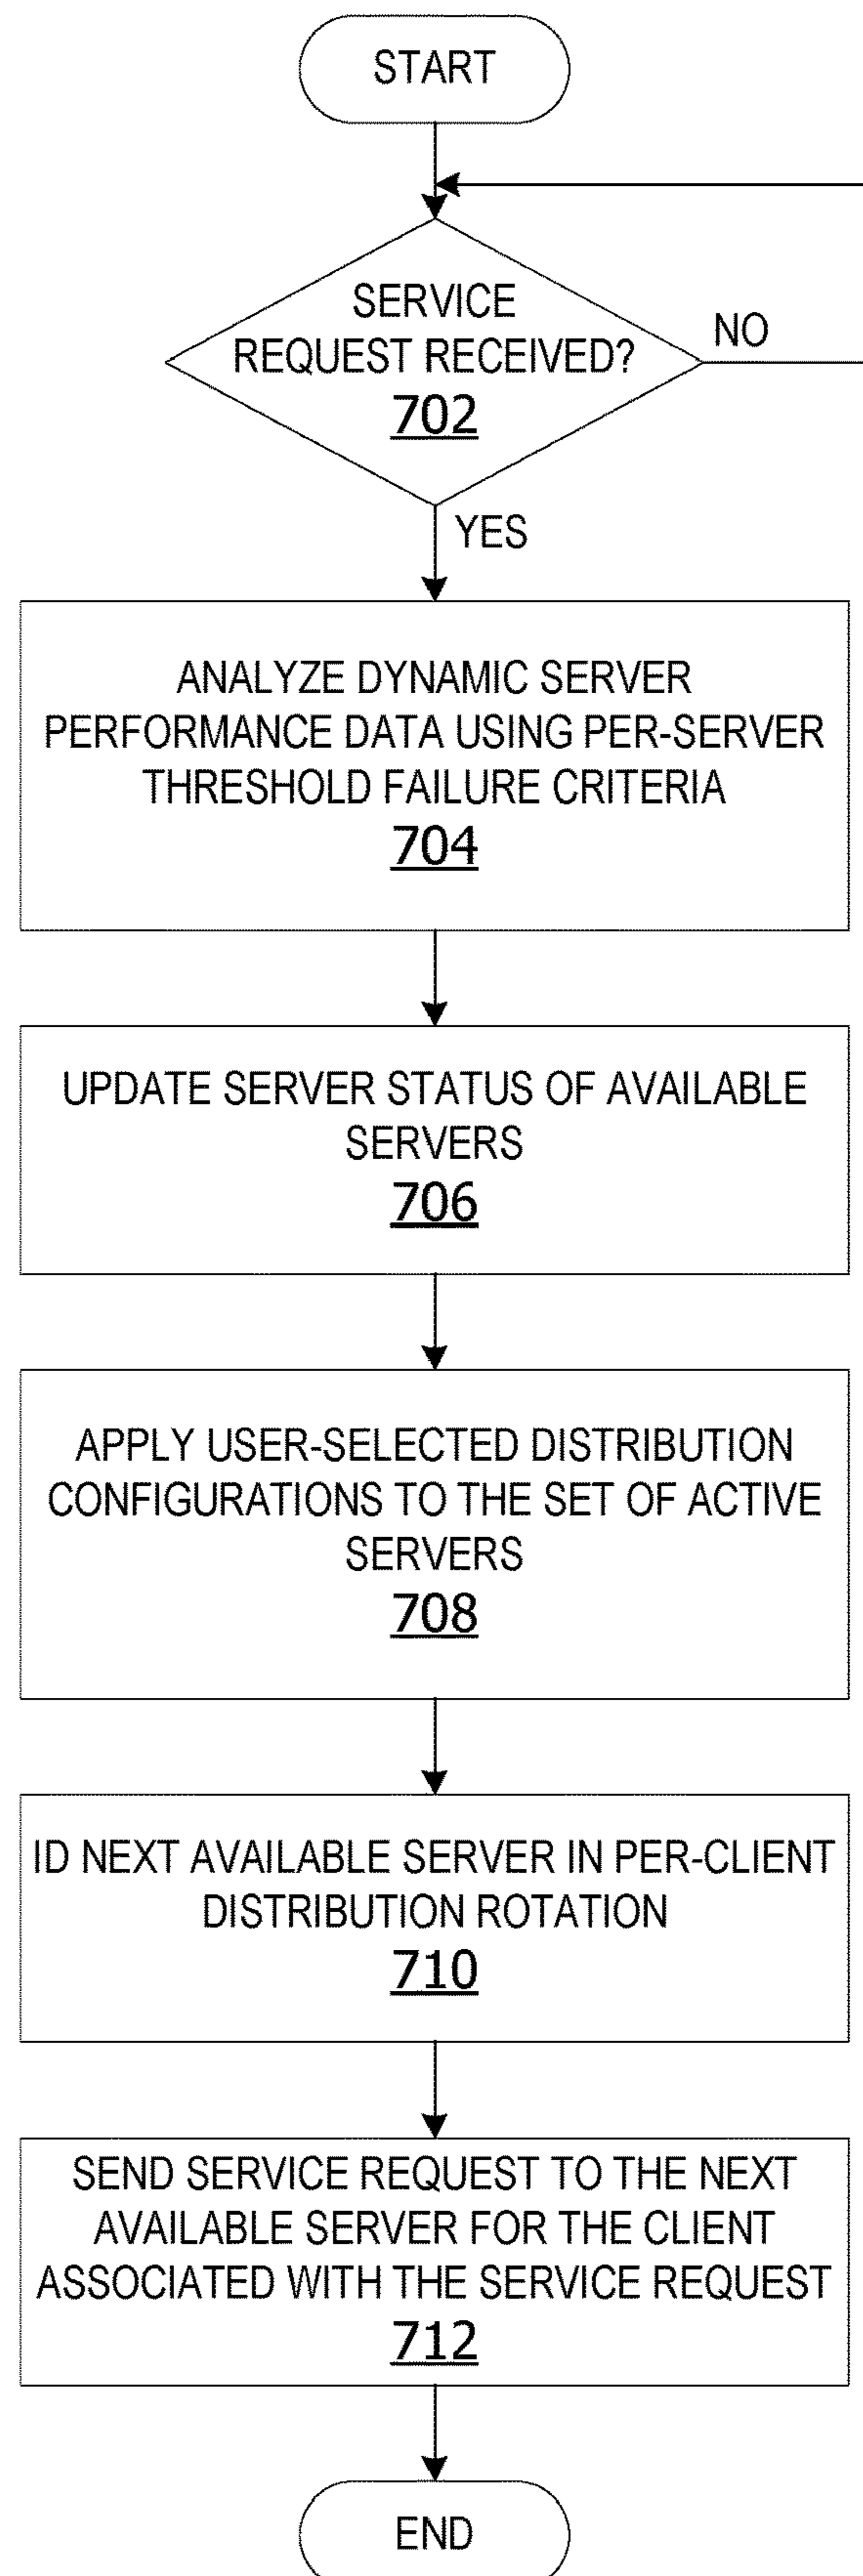 START
SERVICE
REQUEST RECEIVED?
702
NO
YES
ANALYZE DYNAMIC SERVER
PERFORMANCE DATA USING PER-SERVER
THRESHOLD FAILURE CRITERIA
704
UPDATE SERVER STATUS OF AVAILABLE
SERVERS
706
APPLY USER-SELECTED DISTRIBUTION
CONFIGURATIONS TO THE SET OF ACTIVE
SERVERS
708
ID NEXT AVAILABLE SERVER IN PER-CLIENT
DISTRIBUTION ROTATION
710
SEND SERVICE REQUEST TO THE NEXT
AVAILABLE SERVER FOR THE CLIENT
ASSOCIATED WITH THE SERVICE REQUEST
712
END